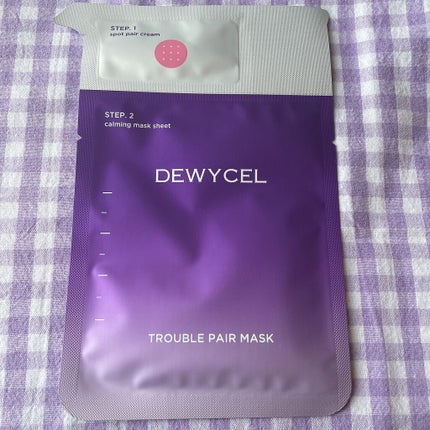 STEP. 1
spot pair cream
STEP. 2
calming mask sheet
DEWYCEL
TROUBLE PAIR MASK